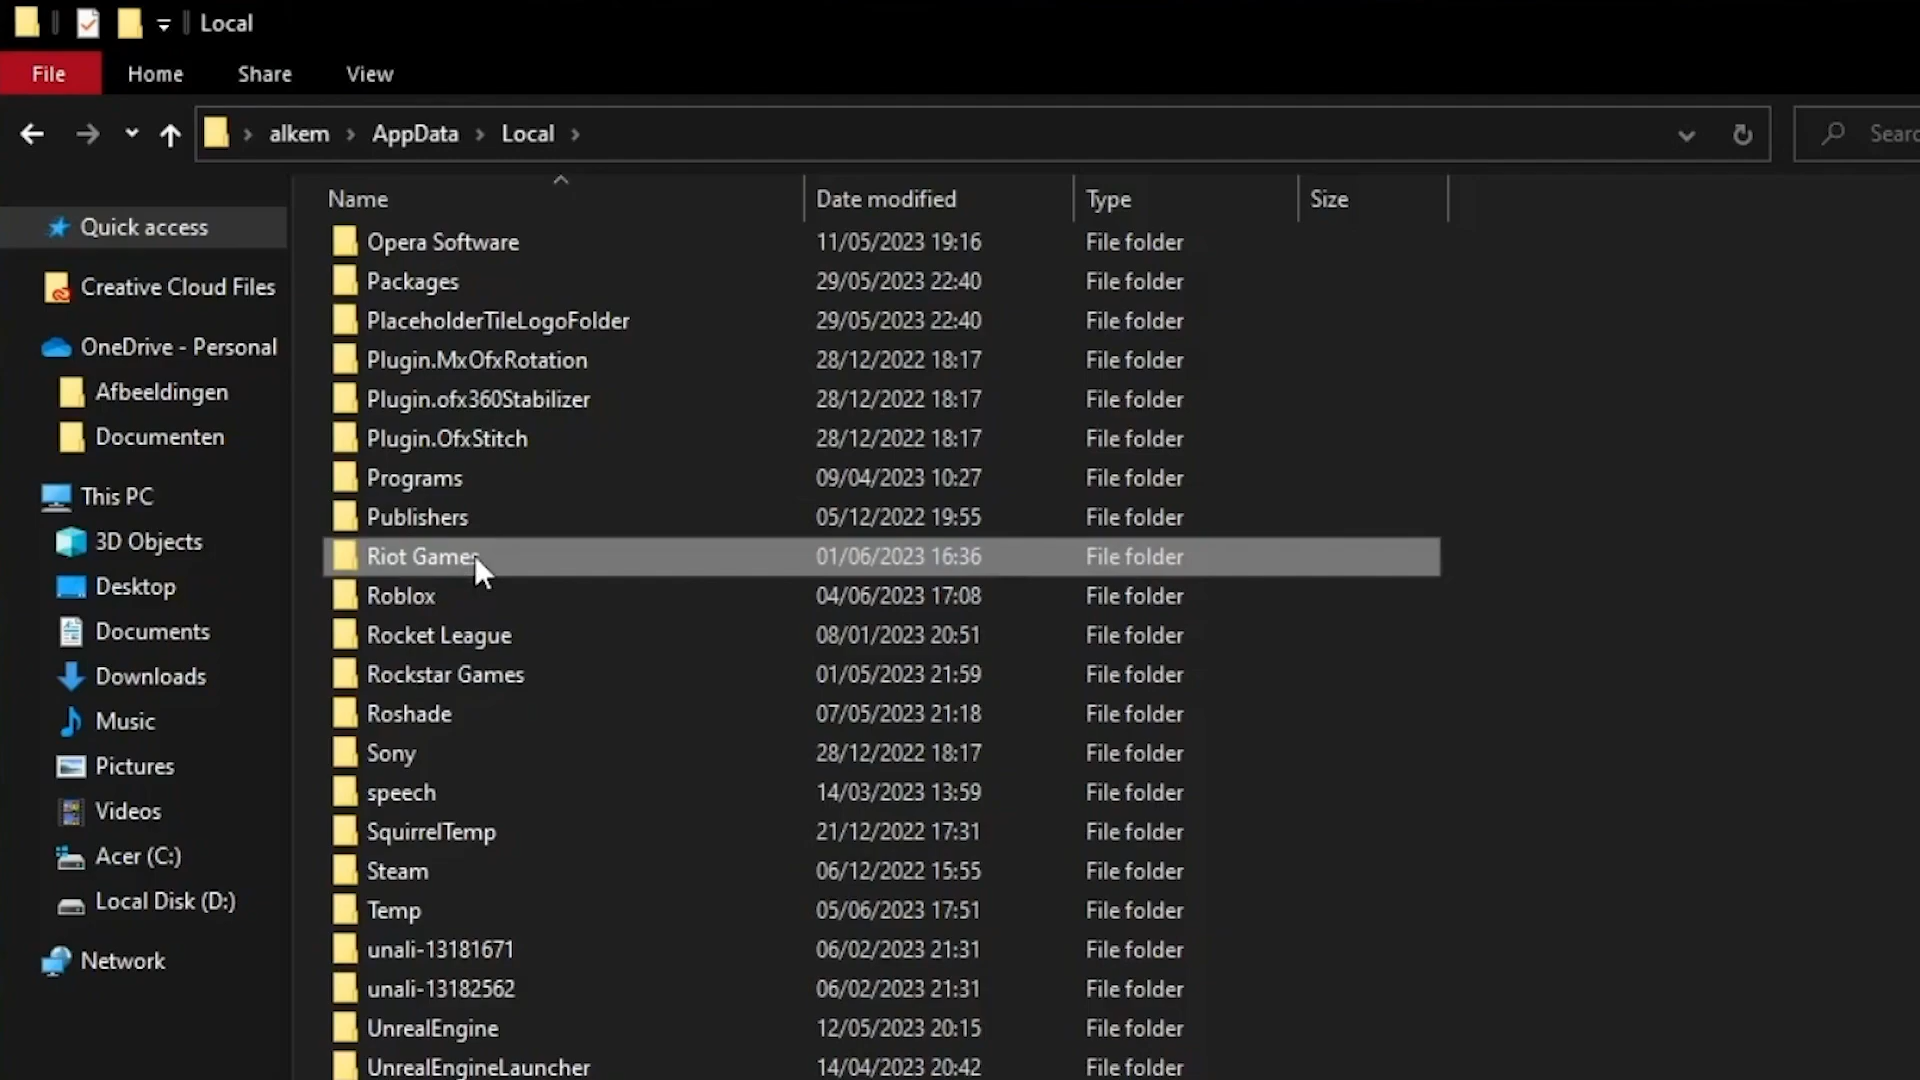 Local
File Home Share View
alkem AppData Local
Name Date modified Type Size
Quick access
Creative Cloud Files
OneDrive - Personal
Afbeeldingen
Documenten
This PC
3D Objects
Desktop
Documents
Downloads
Music
Pictures
Videos
Acer (C:)
Local Disk (D:)
Network
Opera Software 11/05/2023 19:16 File folder
Packages 29/05/2023 22:40 File folder
PlaceholderTileLogoFolder 29/05/2023 22:40 File folder
Plugin.MxOfxRotation 28/12/2022 18:17 File folder
Plugin.ofx360Stabilizer 28/12/2022 18:17 File folder
Plugin.OfxStitch 28/12/2022 18:17 File folder
Programs 09/04/2023 10:27 File folder
Publishers 05/12/2022 19:55 File folder
Riot Games 01/06/2023 16:36 File folder
Roblox 04/06/2023 17:08 File folder
Rocket League 08/01/2023 20:51 File folder
Rockstar Games 01/05/2023 21:59 File folder
Roshade 07/05/2023 21:18 File folder
Sony 28/12/2022 18:17 File folder
speech 14/03/2023 13:59 File folder
SquirrelTemp 21/12/2022 17:31 File folder
Steam 06/12/2022 15:55 File folder
Temp 05/06/2023 17:51 File folder
unali-13181671 06/02/2023 21:31 File folder
unali-13182562 06/02/2023 21:31 File folder
UnrealEngine 12/05/2023 20:15 File folder
UnrealEngineLauncher 14/04/2023 20:42 File folder